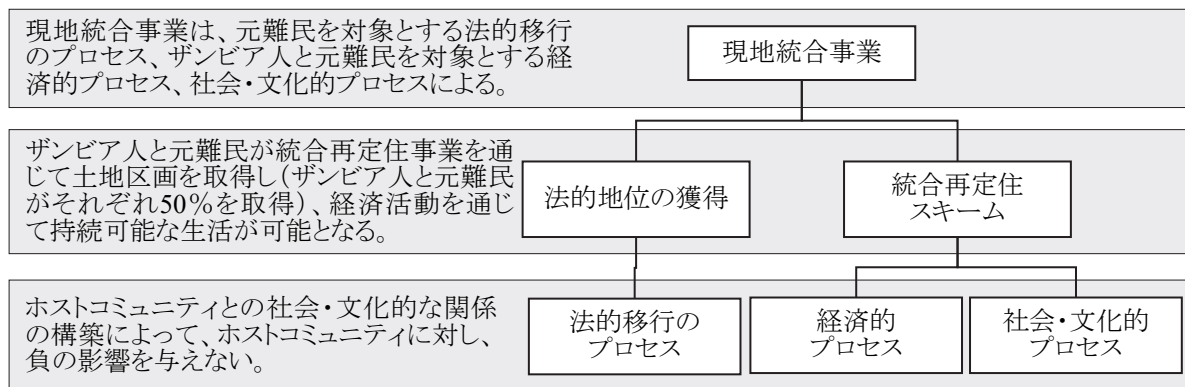 現地統合事業は、元難民を対象とする法的移行
のプロセス、ザンビア人と元難民を対象とする経
済的プロセス、社会・文化的プロセスによる。
現地統合事業
ザンビア人と元難民が統合再定住事業を通
じて土地区画を取得し（ザンビア人と元難民
がそれぞれ50％を取得）、経済活動を通じ
て持続可能な生活が可能となる。
法的地位の獲得
統合再定住
スキーム
ホストコミュニティとの社会・文化的な関係
の構築によって、ホストコミュニティに対し、
負の影響を与えない。
法的移行の
プロセス
経済的
プロセス
社会・文化的
プロセス